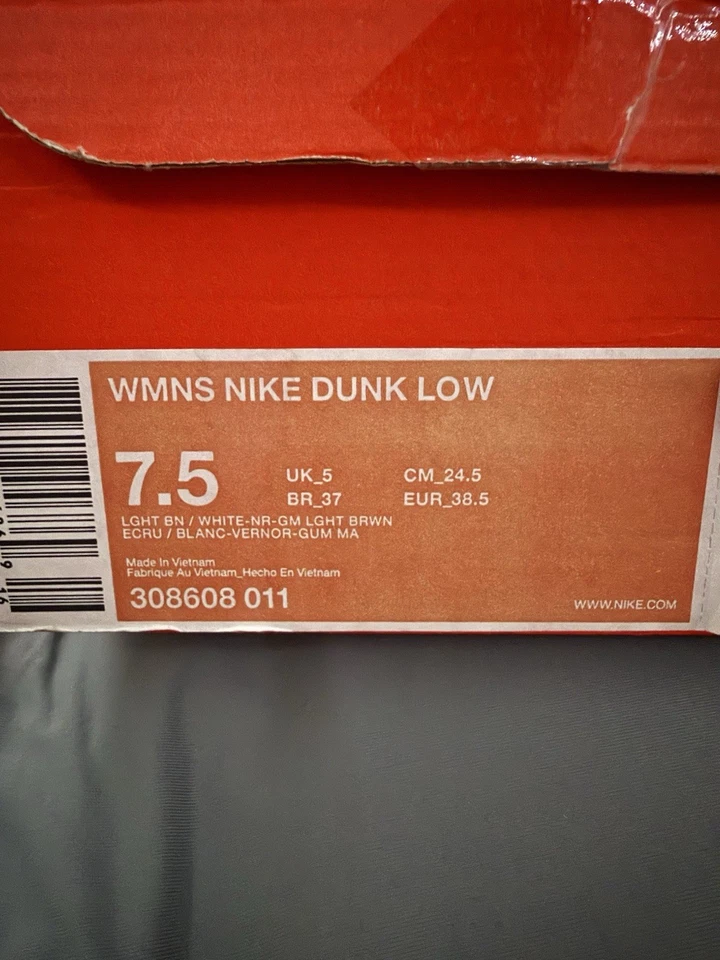 WMNS NIKE DUNK LOW
7.5
UK_5 CM_24.5
BR_37 EUR_38.5
LGHT BN / WHITE-NR-GM LGHT BRWN
ECRU / BLANC-VERNOR-GUM MA
Made In Vietnam
Fabrique Au Vietnam_Hecho En Vietnam
308608 011
WWW.NIKE.COM